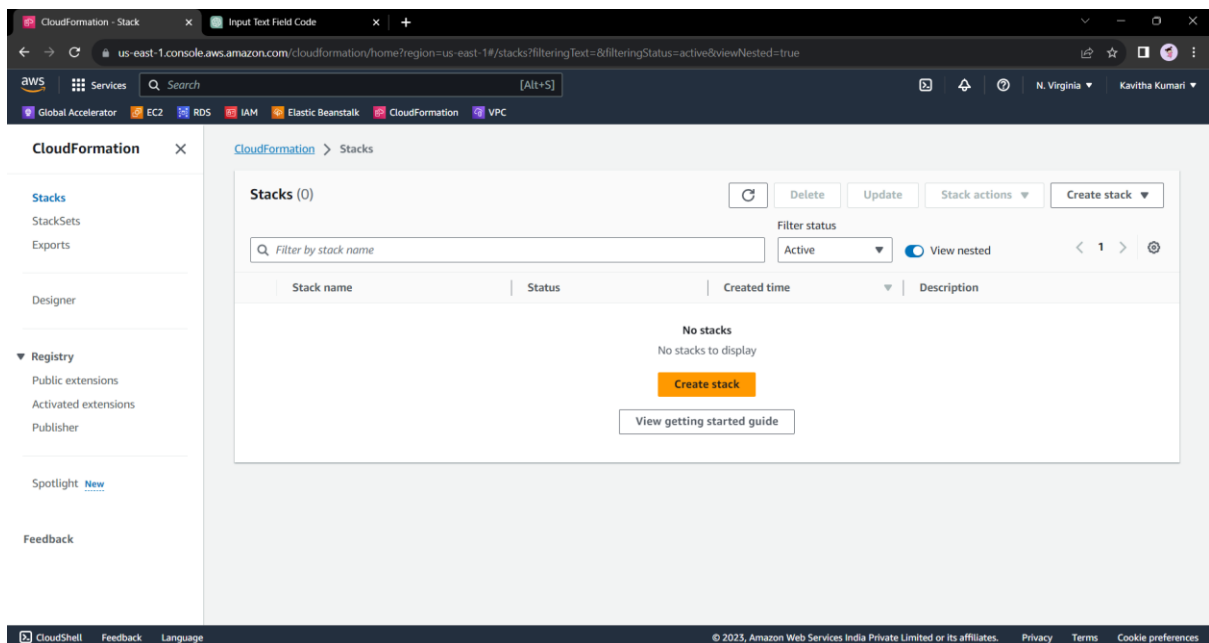 CloudFormation - Stack
Input Text Field Code
us-east-1.console.aws.amazon.com/cloudformation/home?region=us-east-1#/stacks?filteringText=&filteringStatus=active&viewNested=true
aws Services Search [Alt+S] N. Virginia Kavitha Kumari
Global Accelerator EC2 RDS IAM Elastic Beanstalk CloudFormation VPC
CloudFormation
Stacks
StackSets
Exports
Designer
Registry
Public extensions
Activated extensions
Publisher
Spotlight New
Feedback
CloudFormation > Stacks
Stacks (0) Delete Update Stack actions Create stack
Filter status
Filter by stack name Active View nested < 1 >
Stack name Status Created time Description
No stacks
No stacks to display
Create stack
View getting started guide
CloudShell Feedback Language © 2023, Amazon Web Services India Private Limited or its affiliates. Privacy Terms Cookie preferences